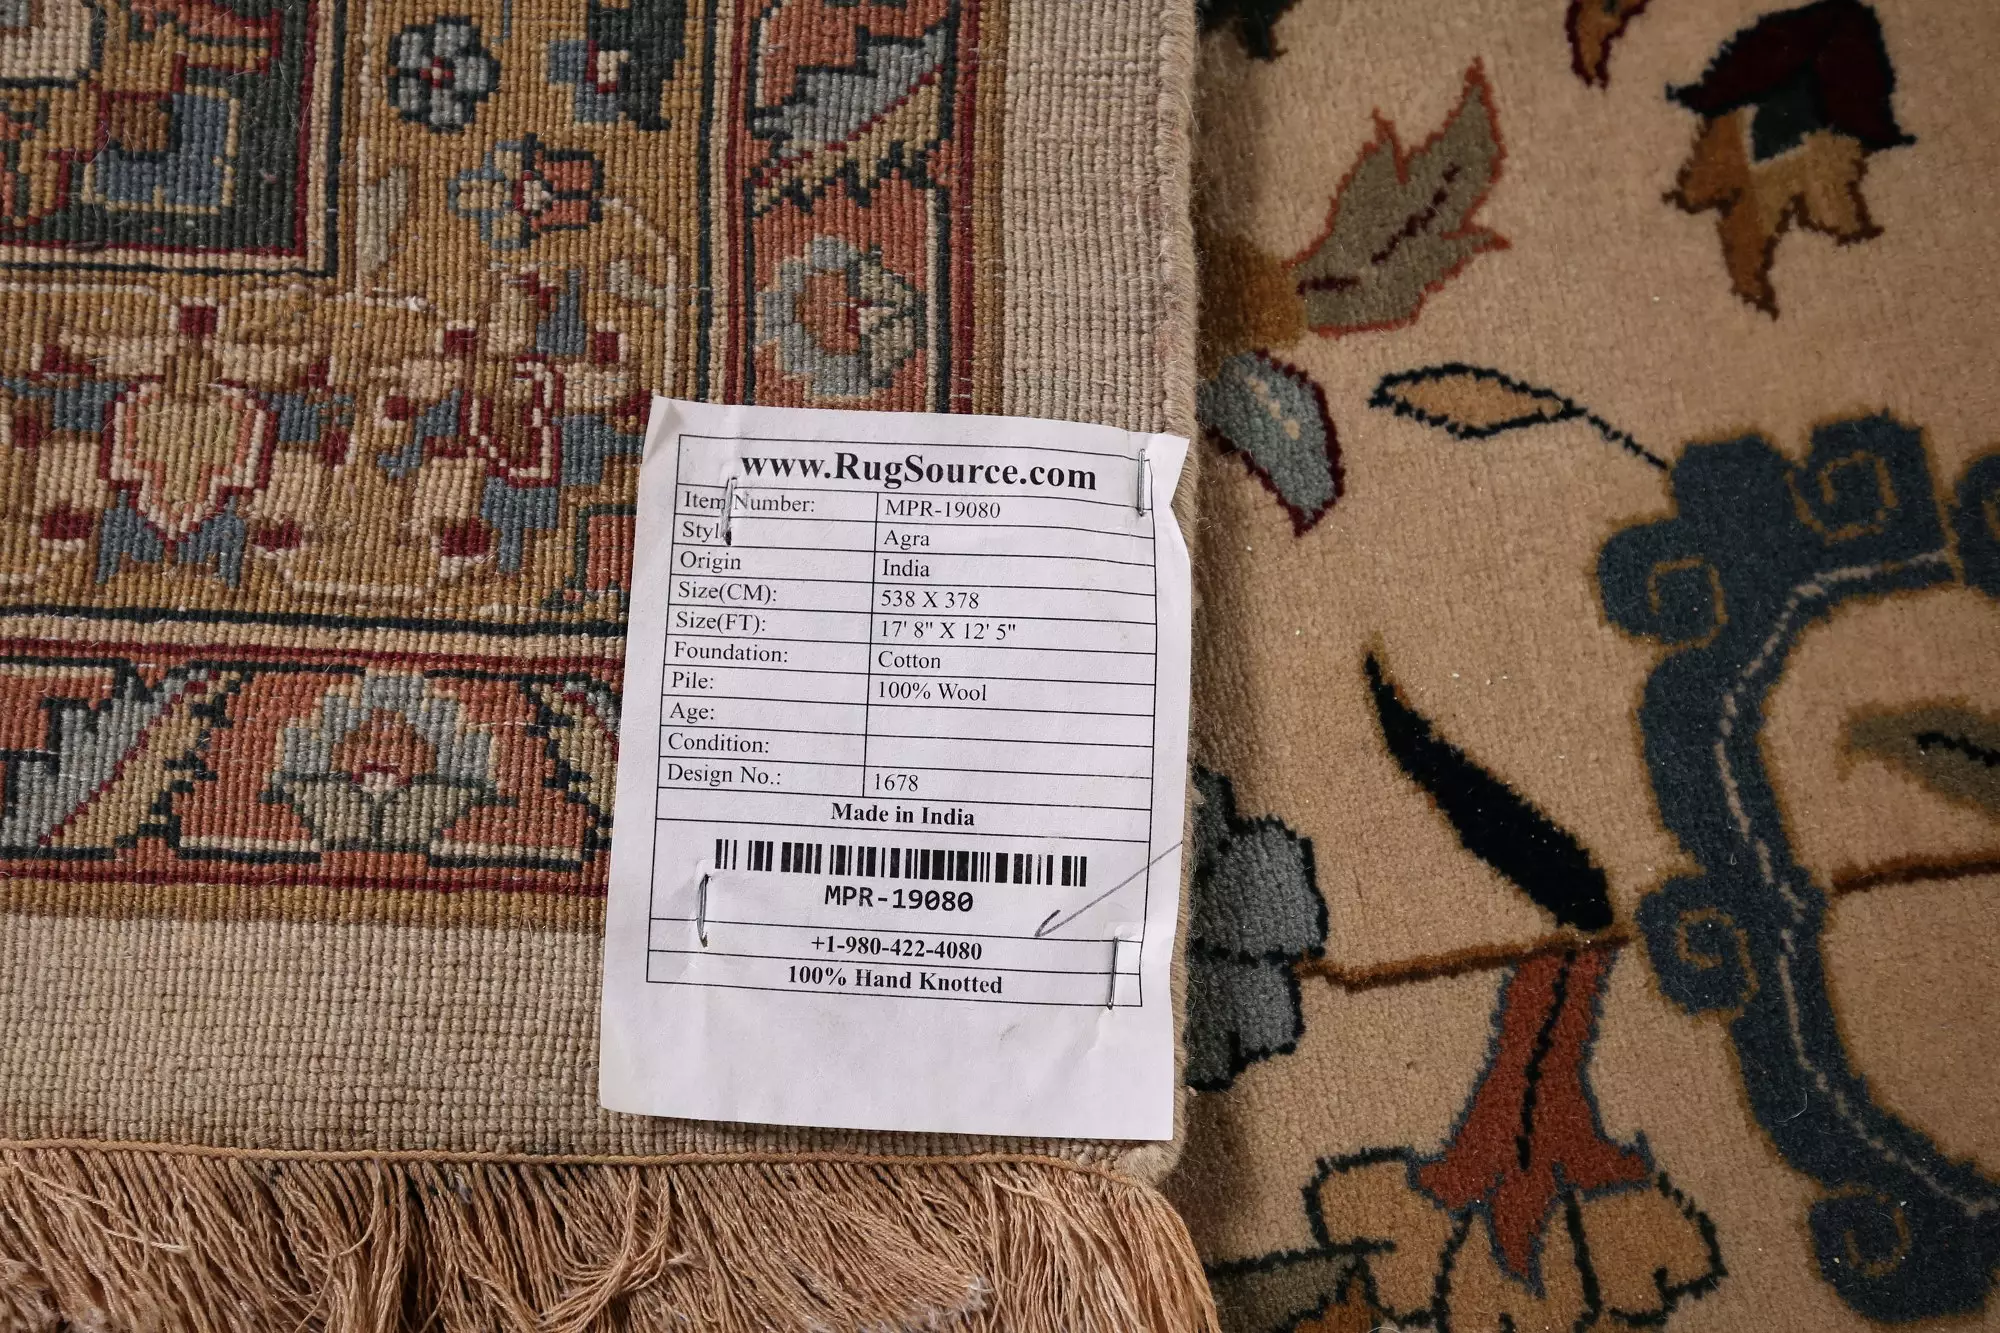 www.RugSource.com
Item Number: MPR-19080
Styl Agra
Origin India
Size(CM): 538 X 378
Size(FT): 17' 8" X 12' 5"
Foundation: Cotton
Pile: 100% Wool
Age:
Condition:
Design No.: 1678
Made in India
MPR-19080
+1-980-422-4080
100% Hand Knotted